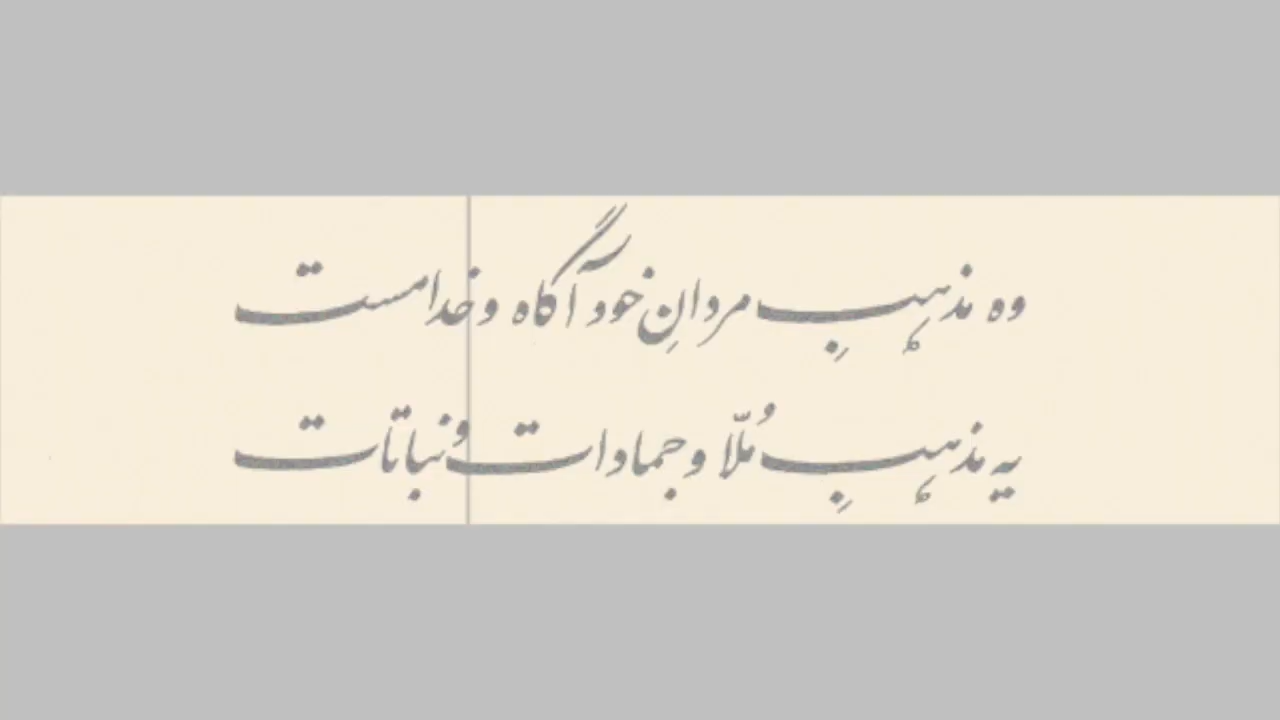 وہ مذہبِ مردانِ خود آگاہ و خدا مست
یہ مذہبِ مُلّا و جمادات و نباتات